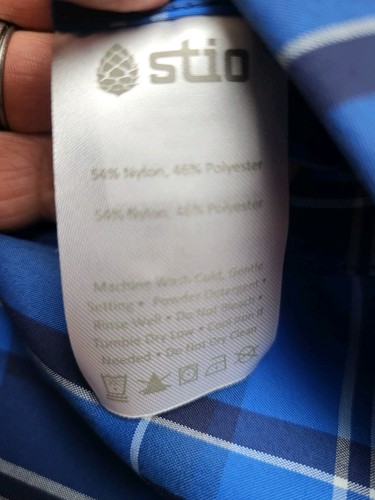 stio
54% Nylon, 46% Polyester
54% Nylon, 46% Polyester
Machine Wash Cold, Gentle
Setting • Powder Detergent •
Rinse Well • Do Not Bleach •
Tumble Dry Low • Cool Iron If
Needed • Do Not Dry Clean